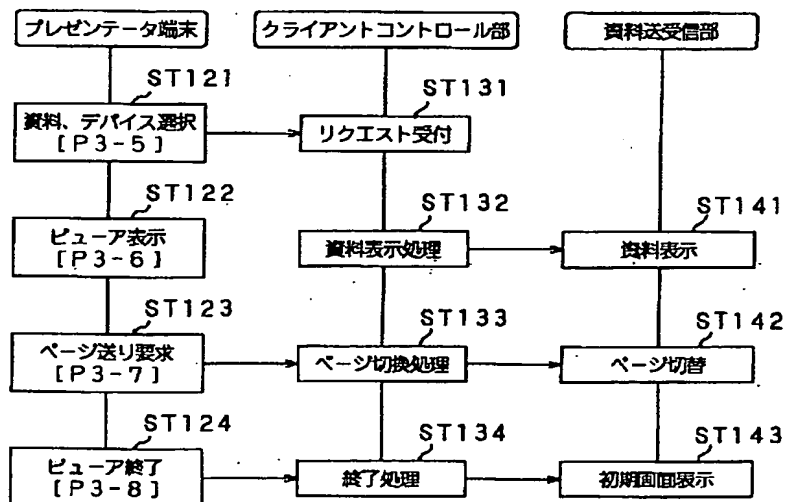 プレゼンテータ端末
クライアントコントロール部
資料送受信部
ST121
ST131
資料、デバイス選択
[P3-5]
リクエスト受付
ST122
ST132
ST141
ビューア表示
[P3-6]
資料表示処理
資料表示
ST123
ST133
ST142
ページ送り要求
[P3-7]
ページ切換処理
ページ切替
ST124
ST134
ST143
ビューア終了
[P3-8]
終了処理
初期画面表示